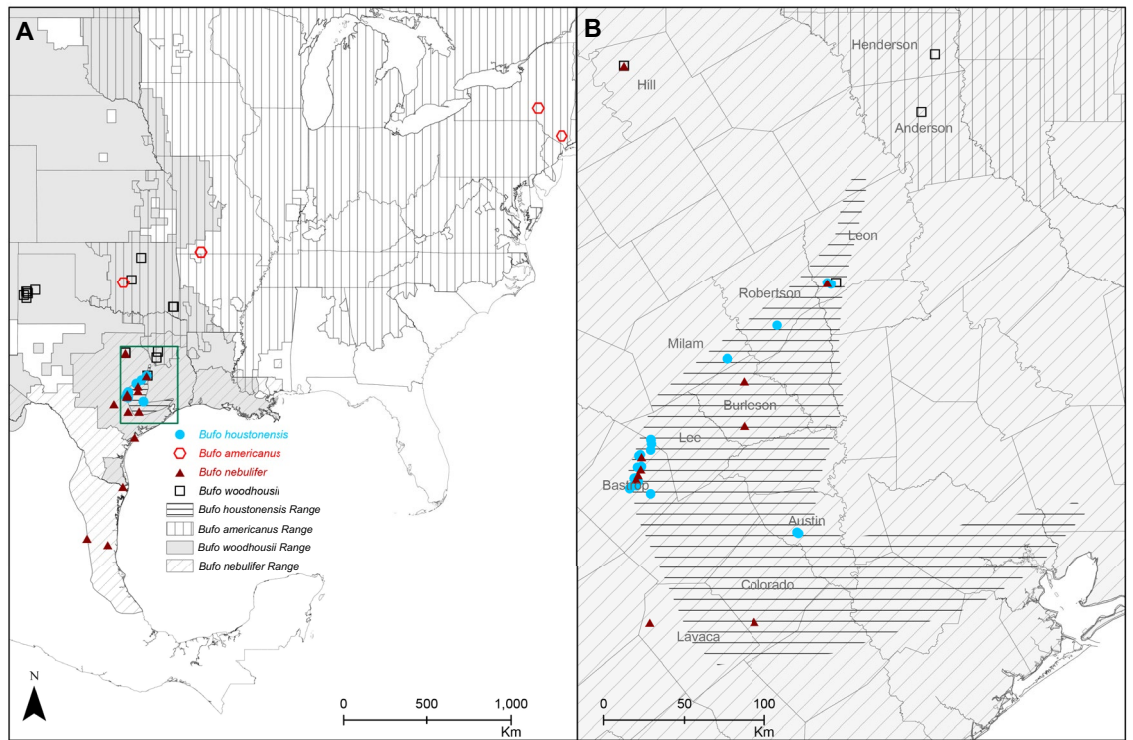 A
Bufo houstonensis
Bufo americanus
Bufo nebulifer
Bufo woodhousii
Bufo houstonensis Range
Bufo americanus Range
Bufo woodhousii Range
Bufo nebulifer Range
N
0 500 1,000
Km
B
Henderson
Hill
Anderson
Leon
Robertson
Milam
Burleson
Lee
Bastrop
Austin
Colorado
Lavaca
0 50 100
Km